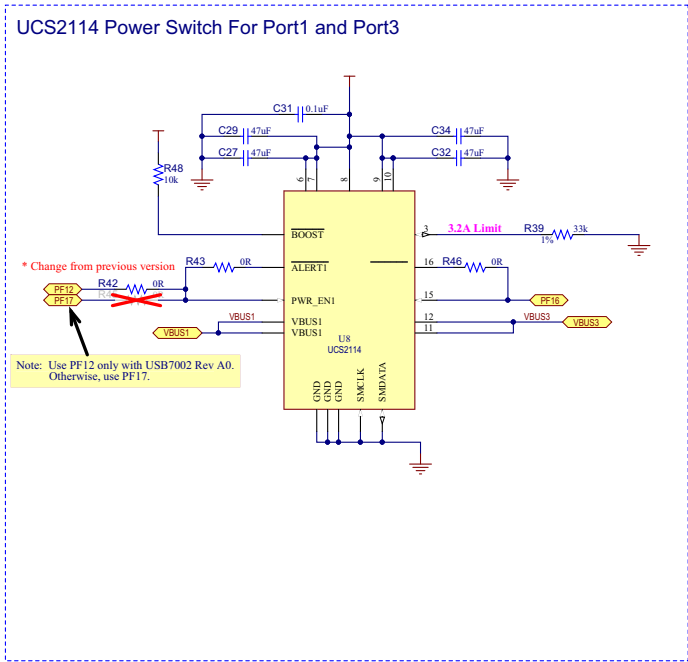 UCS2114 Power Switch For Port1 and Port3
C31 0.1uF
C29 47uF
C34 47uF
C27 47uF
C32 47uF
R48
10k
6
7
8
9
10
BOOST
3
3.2A Limit
R39
33k
1%
* Change from previous version
R43
0R
ALERT1
16
R46
0R
PF12
R42
0R
PF17
PWR_EN1
15
PF16
VBUS1
VBUS1
12
VBUS3
VBUS1
VBUS1
11
VBUS3
U8
UCS2114
Note: Use PF12 only with USB7002 Rev A0.
Otherwise, use PF17.
GND
GND
GND
SMCLK
SMDATA